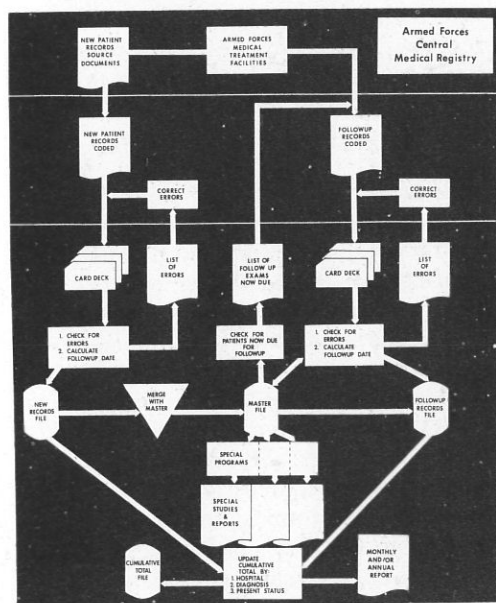 NEW PATIENT
RECORDS
SOURCE
DOCUMENTS
ARMED FORCES
MEDICAL
TREATMENT
FACILITIES
Armed Forces
Central
Medical Registry
NEW PATIENT
RECORDS
CODED
FOLLOWUP
RECORDS
CODED
CORRECT
ERRORS
CORRECT
ERRORS
CARD DECK
LIST
OF
ERRORS
LIST OF
FOLLOW UP
EXAMS
NOW DUE
CARD DECK
LIST
OF
ERRORS
1. CHECK FOR
ERRORS
2. CALCULATE
FOLLOWUP DATE
CHECK FOR
PATIENTS NOW DUE
FOR
FOLLOWUP
1. CHECK FOR
ERRORS
2. CALCULATE
FOLLOWUP DATE
NEW RECORDS
FILE
MERGE
WITH
MASTER
MASTER
FILE
FOLLOWUP
RECORDS
FILE
SPECIAL
PROGRAMS
SPECIAL
STUDIES
&
REPORTS
CUMULATIVE
TOTAL FILE
UPDATE
CUMULATIVE
TOTAL BY:
1. HOSPITAL
2. DIAGNOSIS
3. PRESENT STATUS
MONTHLY
AND/OR
ANNUAL
REPORT